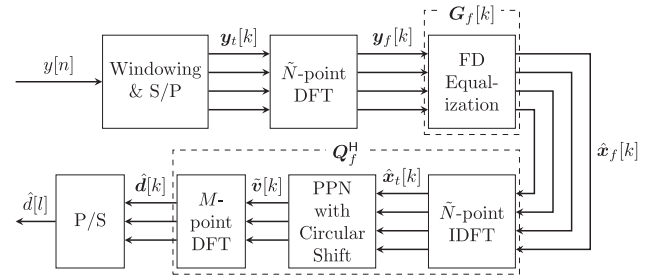 G_f[k]
y[n]
Windowing
& S/P
y_t[k]
Ñ-point
DFT
y_f[k]
FD
Equal-
ization
x̂_f[k]
Q_f^H
d̂[l]
P/S
d̂[k]
M-
point
DFT
ṽ[k]
PPN
with
Circular
Shift
x̂_t[k]
Ñ-point
IDFT